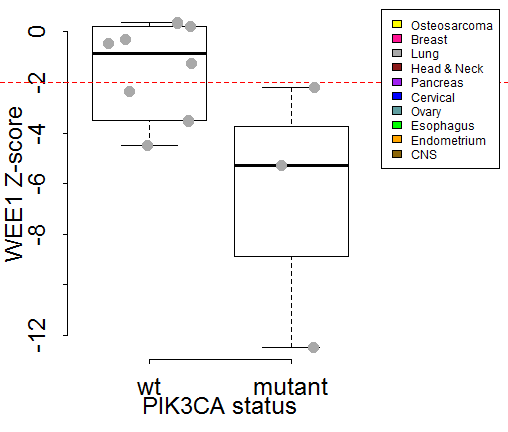 0
-2
-4
-6
-8
-12
WEE1 Z-score
wt
mutant
PIK3CA status
Osteosarcoma
Breast
Lung
Head & Neck
Pancreas
Cervical
Ovary
Esophagus
Endometrium
CNS